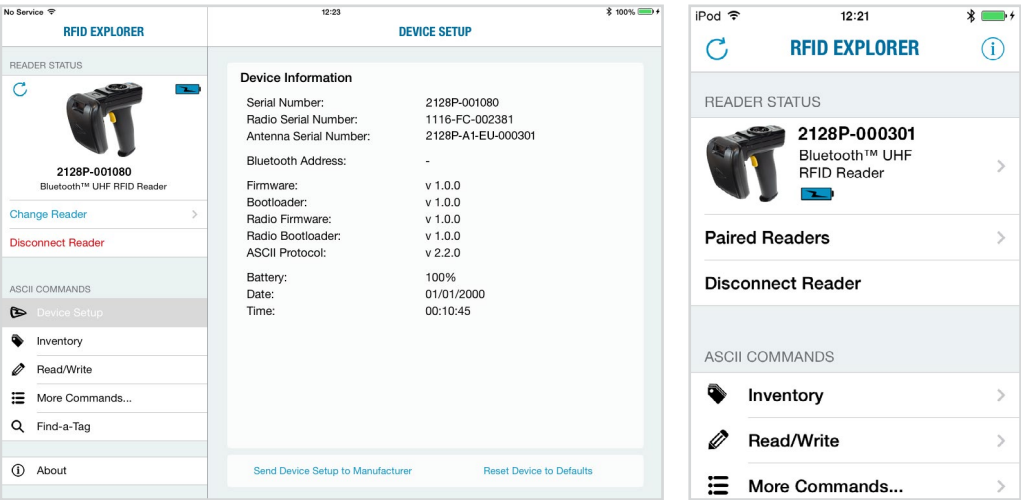 No Service 12:23 100%
RFID EXPLORER
DEVICE SETUP
READER STATUS
2128P-001080
Bluetooth™ UHF RFID Reader
Change Reader
Disconnect Reader
ASCII COMMANDS
Device Setup
Inventory
Read/Write
More Commands...
Find-a-Tag
About
Device Information
Serial Number: 2128P-001080
Radio Serial Number: 1116-FC-002381
Antenna Serial Number: 2128P-A1-EU-000301
Bluetooth Address: -
Firmware: v 1.0.0
Bootloader: v 1.0.0
Radio Firmware: v 1.0.0
Radio Bootloader: v 1.0.0
ASCII Protocol: v 2.2.0
Battery: 100%
Date: 01/01/2000
Time: 00:10:45
Send Device Setup to Manufacturer
Reset Device to Defaults
iPod 12:21
RFID EXPLORER
READER STATUS
2128P-000301
Bluetooth™ UHF
RFID Reader
Paired Readers
Disconnect Reader
ASCII COMMANDS
Inventory
Read/Write
More Commands...